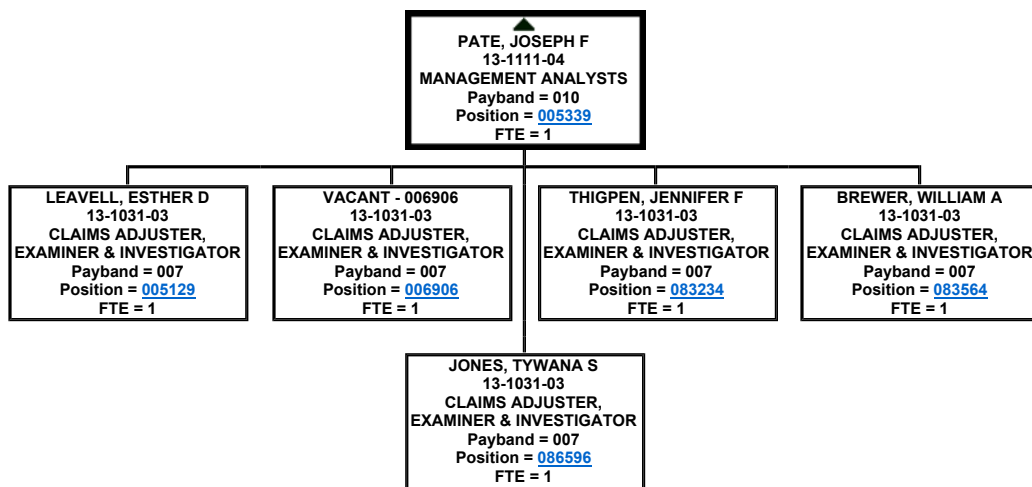 PATE, JOSEPH F
13-1111-04
MANAGEMENT ANALYSTS
Payband = 010
Position = 005339
FTE = 1
LEAVELL, ESTHER D
13-1031-03
CLAIMS ADJUSTER,
EXAMINER & INVESTIGATOR
Payband = 007
Position = 005129
FTE = 1
VACANT - 006906
13-1031-03
CLAIMS ADJUSTER,
EXAMINER & INVESTIGATOR
Payband = 007
Position = 006906
FTE = 1
THIGPEN, JENNIFER F
13-1031-03
CLAIMS ADJUSTER,
EXAMINER & INVESTIGATOR
Payband = 007
Position = 083234
FTE = 1
BREWER, WILLIAM A
13-1031-03
CLAIMS ADJUSTER,
EXAMINER & INVESTIGATOR
Payband = 007
Position = 083564
FTE = 1
JONES, TYWANA S
13-1031-03
CLAIMS ADJUSTER,
EXAMINER & INVESTIGATOR
Payband = 007
Position = 086596
FTE = 1